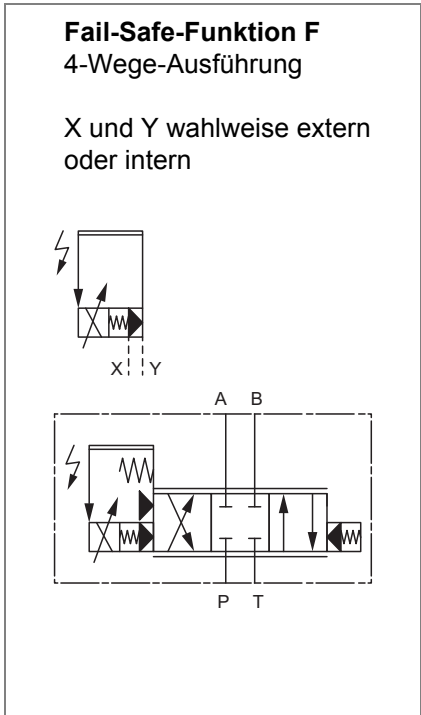 Fail-Safe-Funktion F
4-Wege-Ausführung
X und Y wahlweise extern
oder intern
X Y
A B
P T